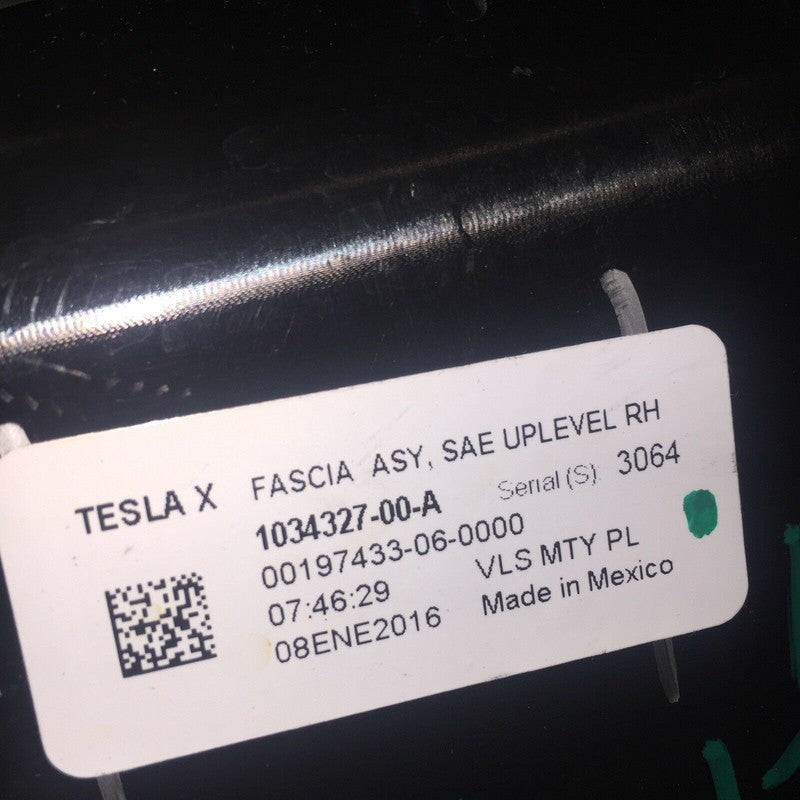 TESLA X FASCIA ASY, SAE UPLEVEL RH
1034327-00-A Serial (S) 3064
00197433-06-0000
07:46:29 VLS MTY PL
08ENE2016 Made in Mexico